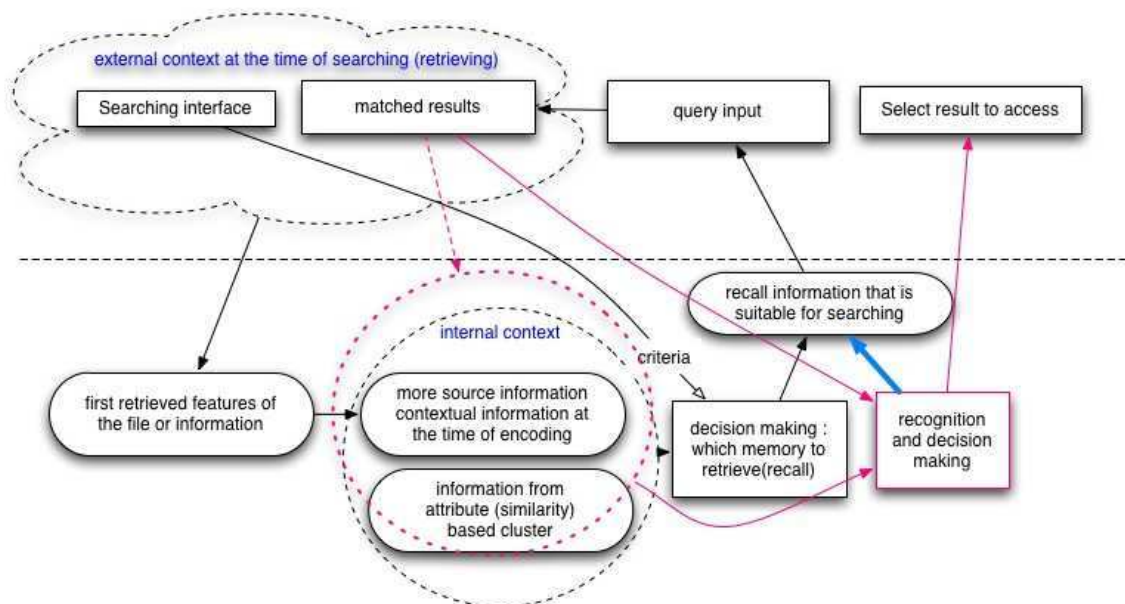 external context at the time of searching (retrieving)
Searching interface
matched results
query input
Select result to access
recall information that is
suitable for searching
internal context
criteria
first retrieved features of
the file or information
more source information
contextual information at
the time of encoding
decision making :
which memory to
retrieve(recall)
recognition
and decision
making
information from
attribute (similarity)
based cluster